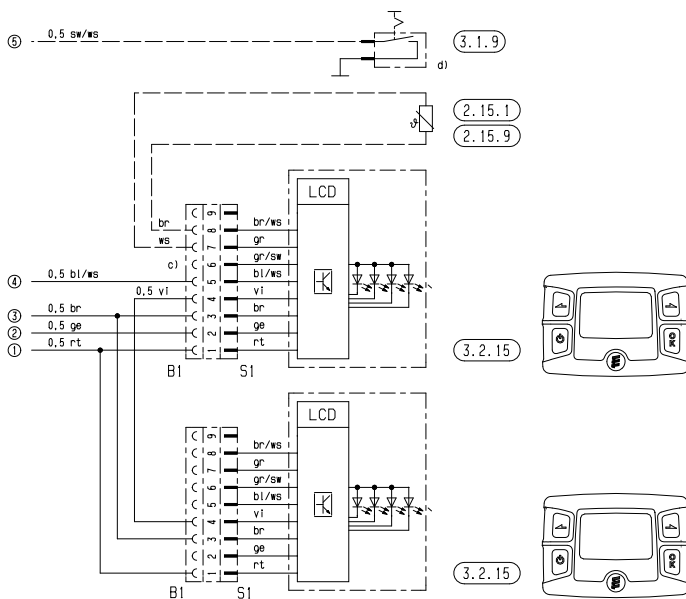 ⑤ 0,5 sw/ws
3.1.9
d)
2.15.1
2.15.9
LCD
9
br 8 br/ws
ws 7 gr
c) 6 gr/sw
④ 0,5 bl/ws 5 bl/ws
0,5 vi 4 vi
③ 0,5 br 3 br
② 0,5 ge 2 ge
① 0,5 rt 1 rt
3.2.15
B1 S1
LCD
9
8 br/ws
7 gr
6 gr/sw
5 bl/ws
4 vi
3 br
2 ge
1 rt
3.2.15
B1 S1
OK
OK